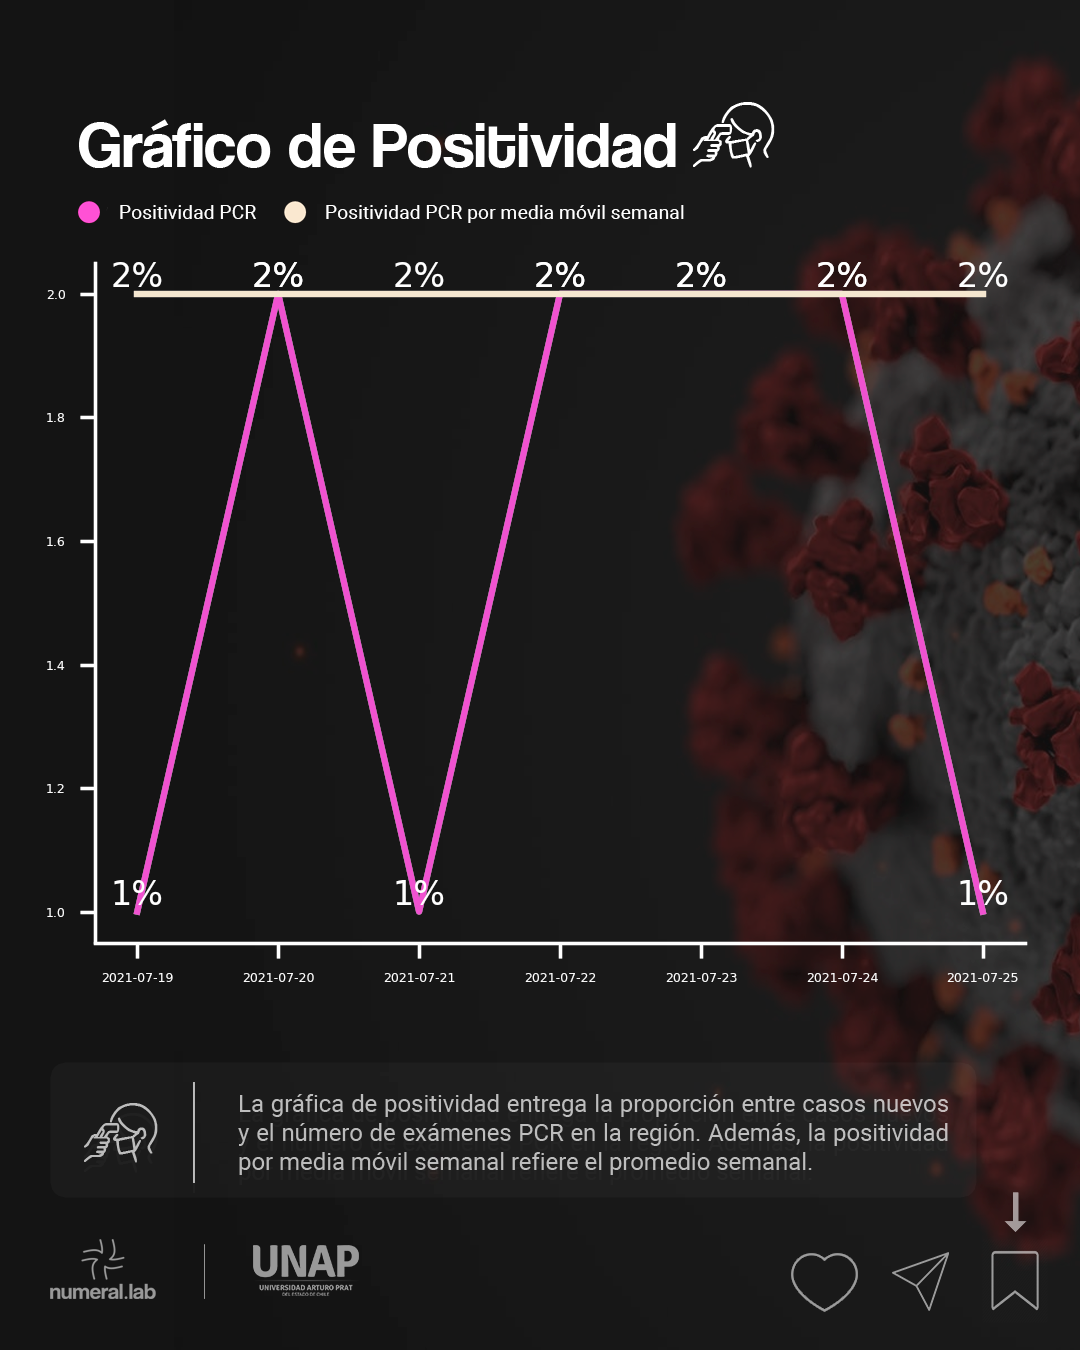 Gráfico de Positividad
Positividad PCR
Positividad PCR por media móvil semanal
2% 2% 2% 2% 2% 2% 2%
2.0
1.8
1.6
1.4
1.2
1% 1% 1%
1.0
2021-07-19 2021-07-20 2021-07-21 2021-07-22 2021-07-23 2021-07-24 2021-07-25
La gráfica de positividad entrega la proporción entre casos nuevos
y el número de exámenes PCR en la región. Además, la positividad
por media móvil semanal refiere el promedio semanal.
numeral.lab
UNAP
UNIVERSIDAD ARTURO PRAT
DEL ESTADO DE CHILE